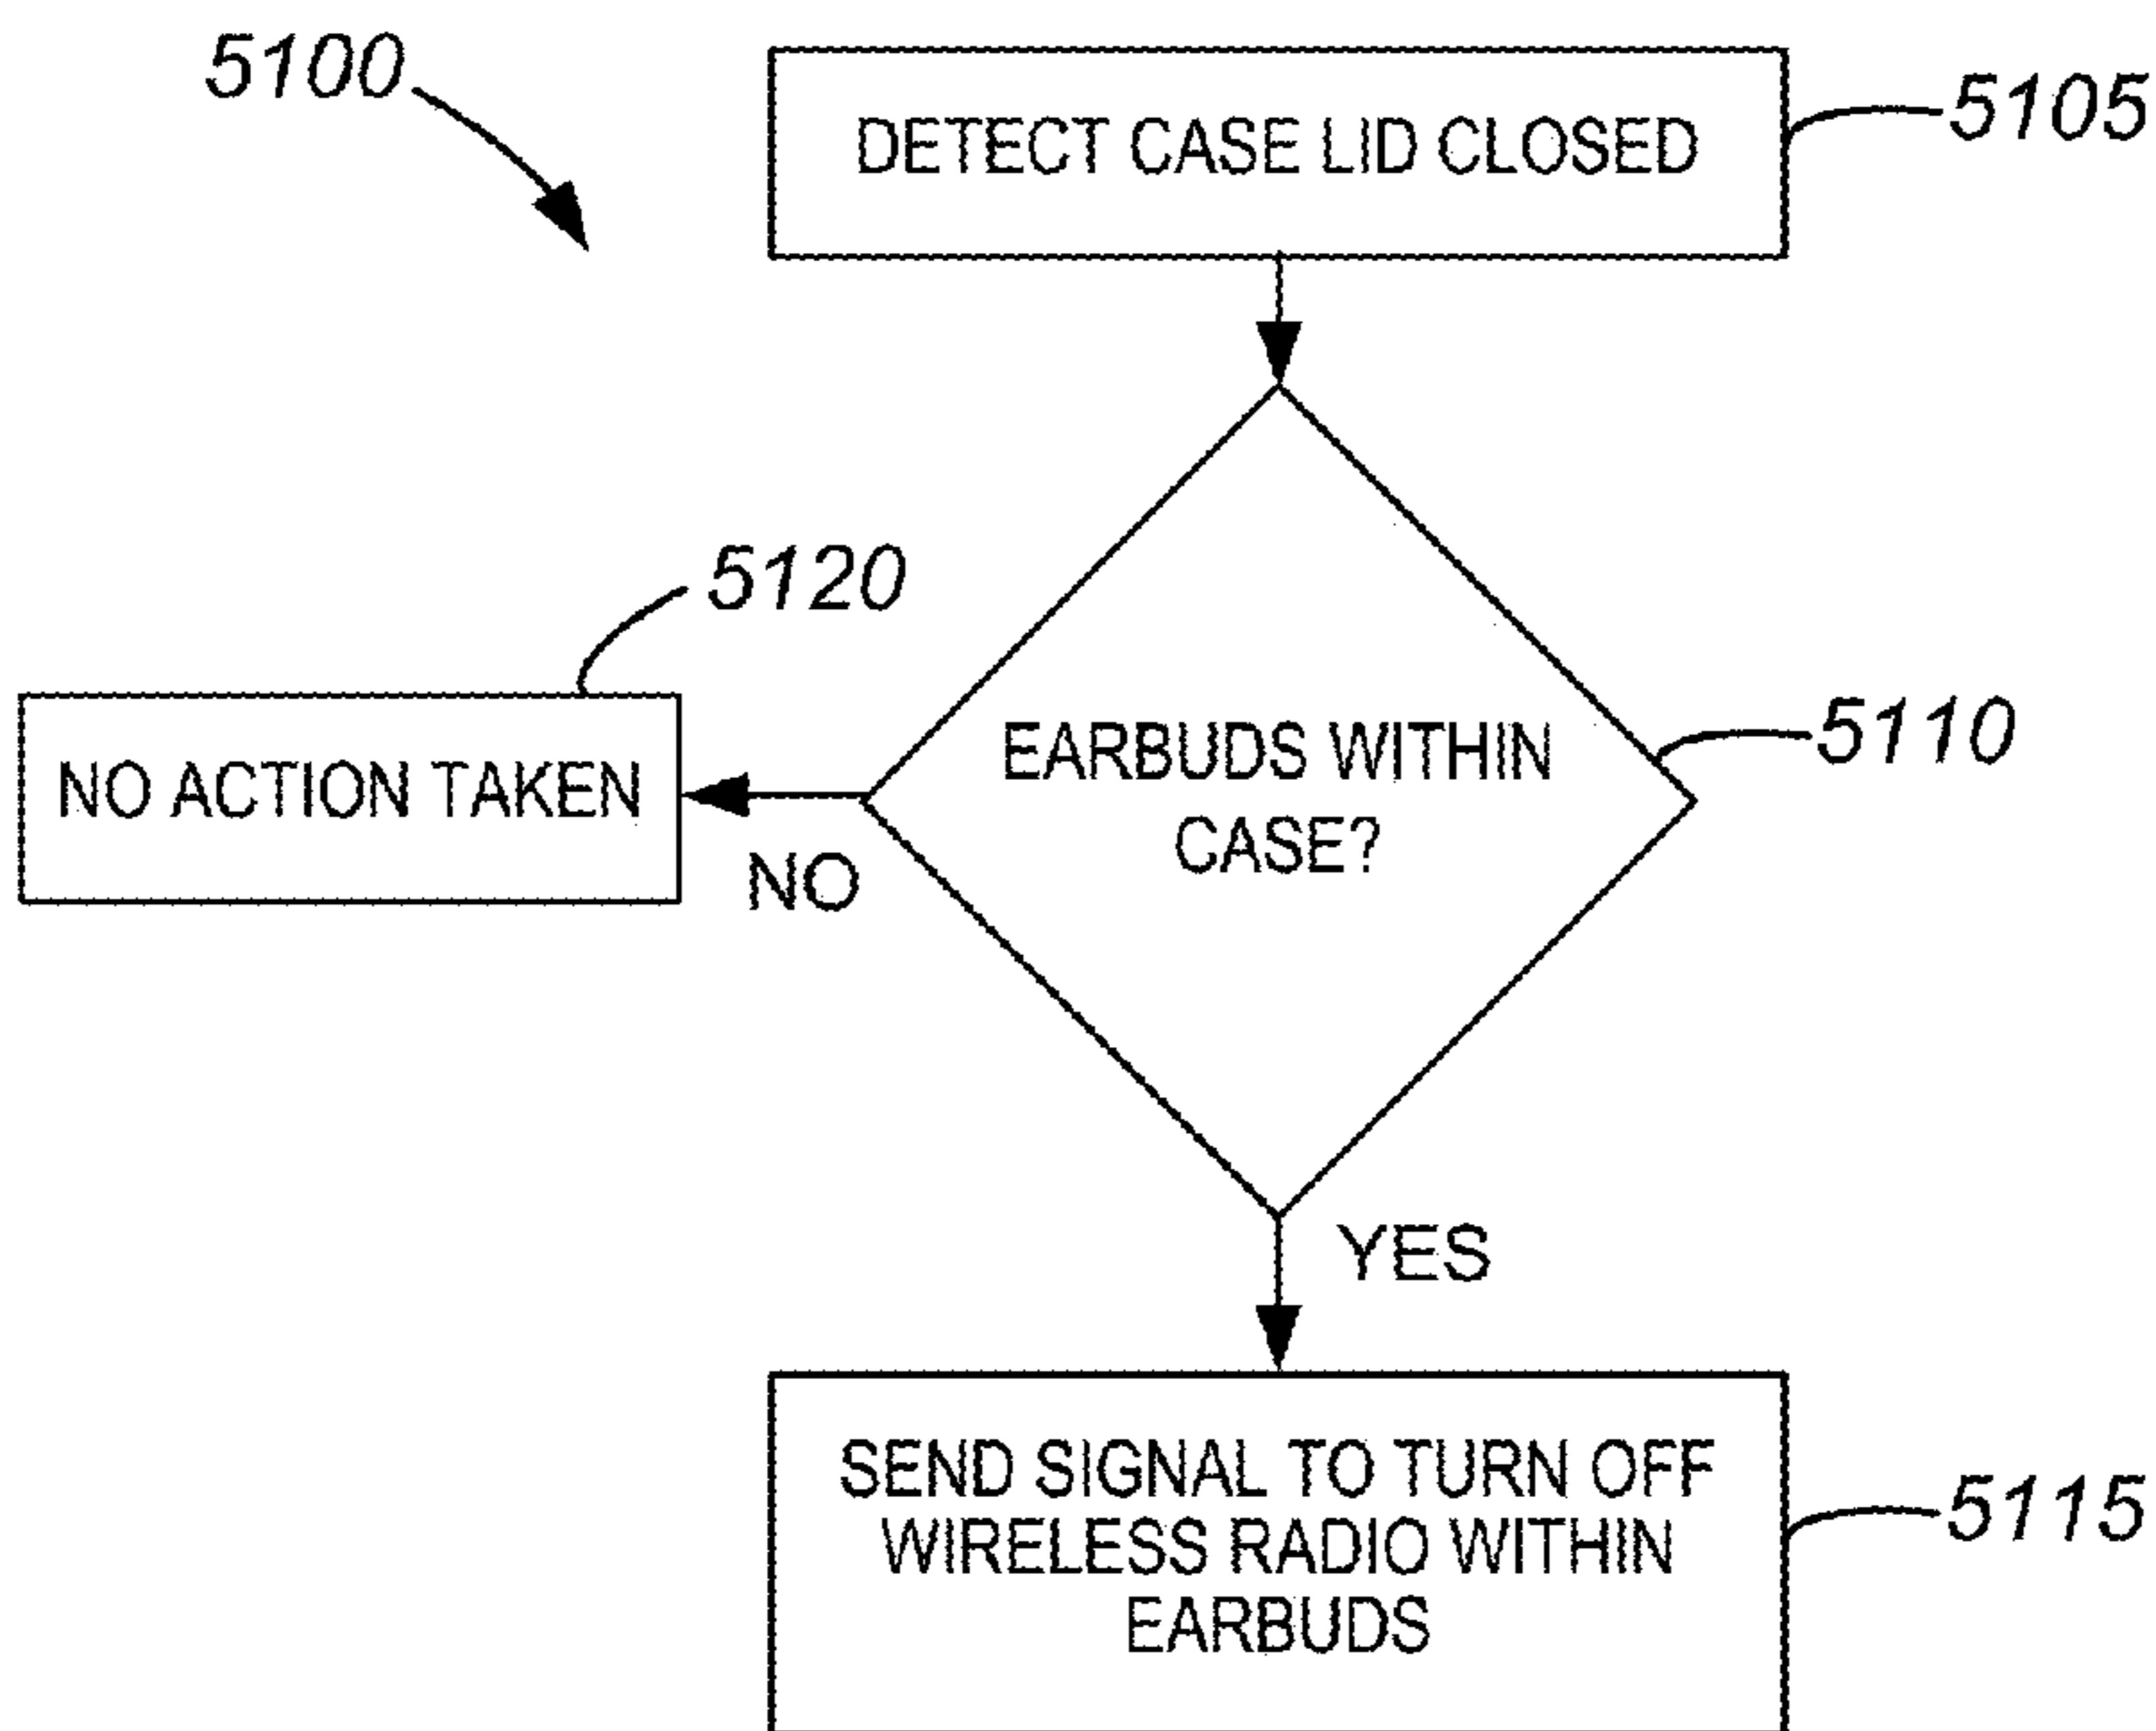 5100
DETECT CASE LID CLOSED
5105
5120
NO ACTION TAKEN
NO
EARBUDS WITHIN
CASE?
5110
YES
SEND SIGNAL TO TURN OFF
WIRELESS RADIO WITHIN
EARBUDS
5115